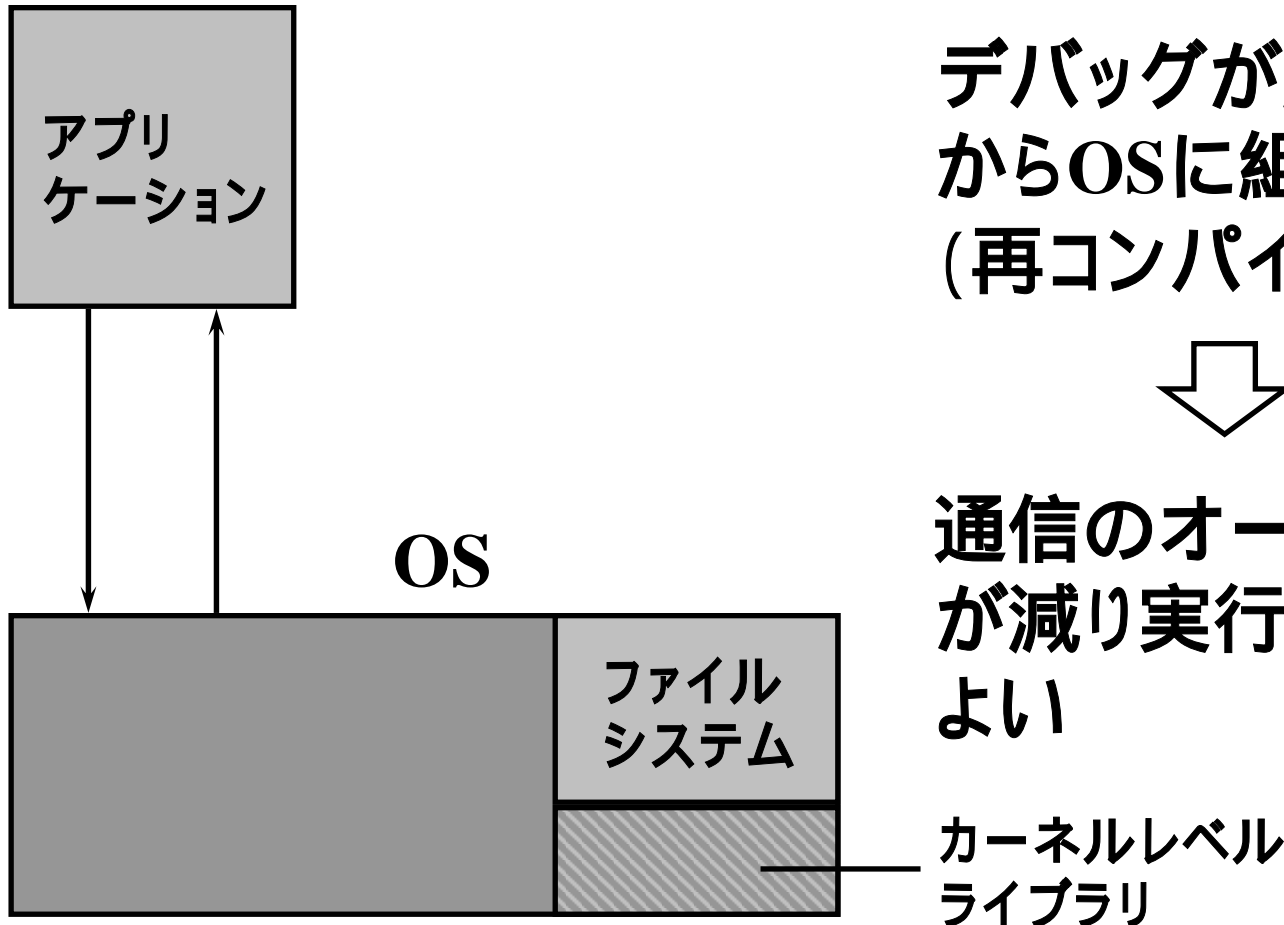 アプリ
ケーション
デバッグが
からOSに組
(再コンパイ
OS
通信のオー
が減り実行
よい
ファイル
システム
カーネルレベル
ライブラリ